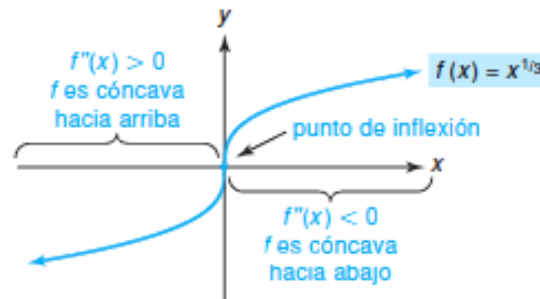 y
f"(x) > 0
f es cóncava
hacia arriba
f (x) = x^{1/3}
punto de inflexión
x
f"(x) < 0
f es cóncava
hacia abajo